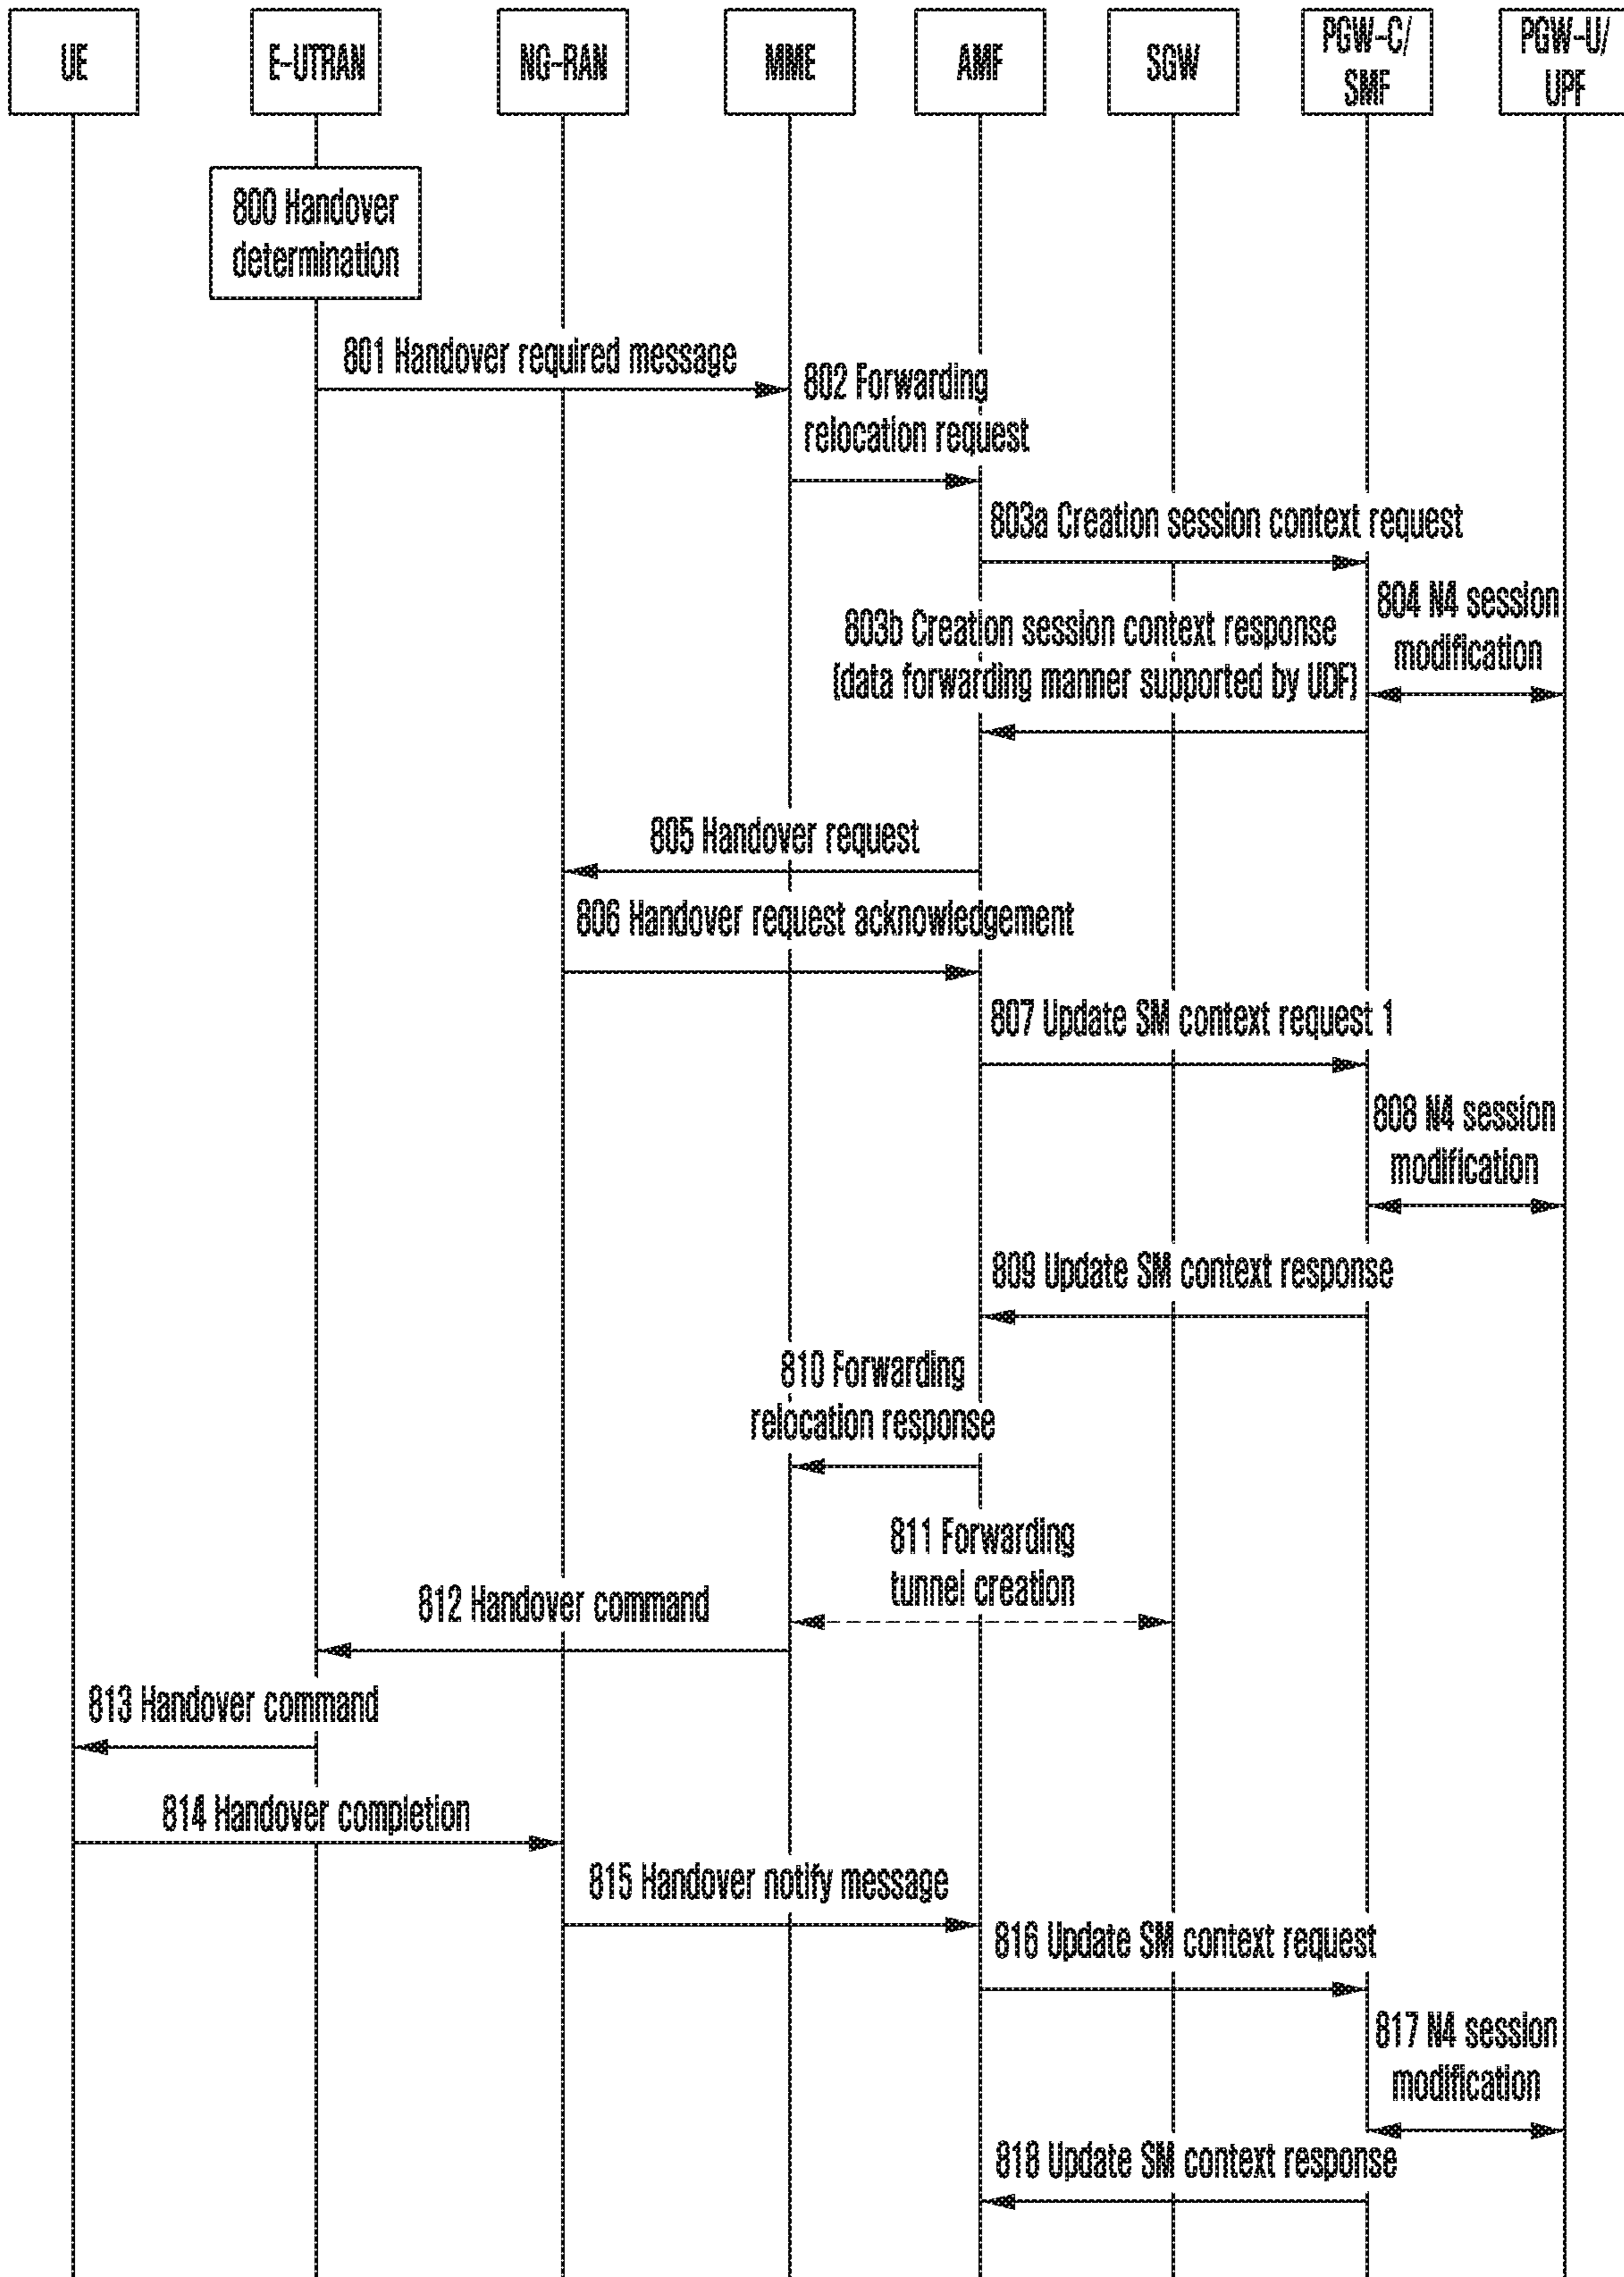 UE
E-UTRAN
NG-RAN
MME
AMF
SGW
PGW-C/
SMF
PGW-U/
UPF
800 Handover
determination
801 Handover required message
802 Forwarding
relocation request
803a Creation session context request
804 N4 session
modification
803b Creation session context response
(data forwarding manner supported by UDF)
805 Handover request
806 Handover request acknowledgement
807 Update SM context request 1
808 N4 session
modification
809 Update SM context response
810 Forwarding
relocation response
811 Forwarding
tunnel creation
812 Handover command
813 Handover command
814 Handover completion
815 Handover notify message
816 Update SM context request
817 N4 session
modification
818 Update SM context response